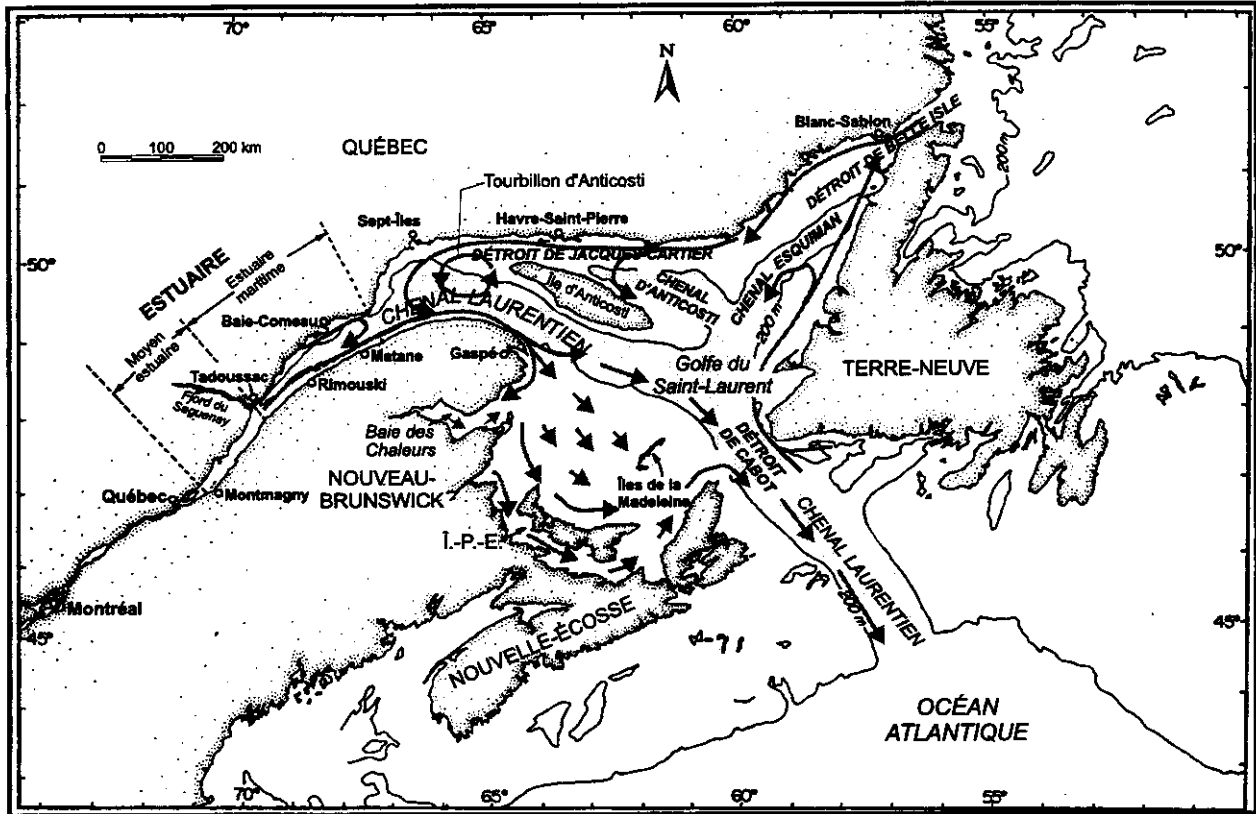 70°
65°
60°
55°
N
0 100 200 km
QUÉBEC
Blanc-Sablon
DÉTROIT DE BELLE ISLE
200 m
Tourbillon d'Anticosti
Sept-Îles
Havre-Saint-Pierre
DÉTROIT DE JACQUES-CARTIER
50°
50°
ESTUAIRE
Estuaire
maritime
Moyen
estuaire
CHENAL ESQUIMAN
CHENAL
D'ANTICOSTI
Île d'Anticosti
CHENAL LAURENTIEN
200 m
Baie-Comeau
Matane
Gaspé
Golfe du
Saint-Laurent
TERRE-NEUVE
Tadoussac
Rimouski
Fjord du
Saguenay
Baie des
Chaleurs
DÉTROIT
DE CABOT
NOUVEAU-
BRUNSWICK
Îles de la
Madeleine
Québec
Montmagny
CHENAL LAURENTIEN
Î.-P.-E.
200 m
Montréal
45°
45°
NOUVELLE-ÉCOSSE
OCÉAN
ATLANTIQUE
70°
65°
60°
55°